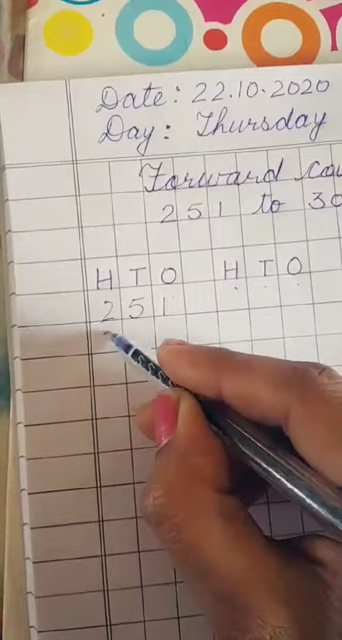 Date: 22.10.2020
Day: Thursday
Forward
251 to
H T O H T O
251